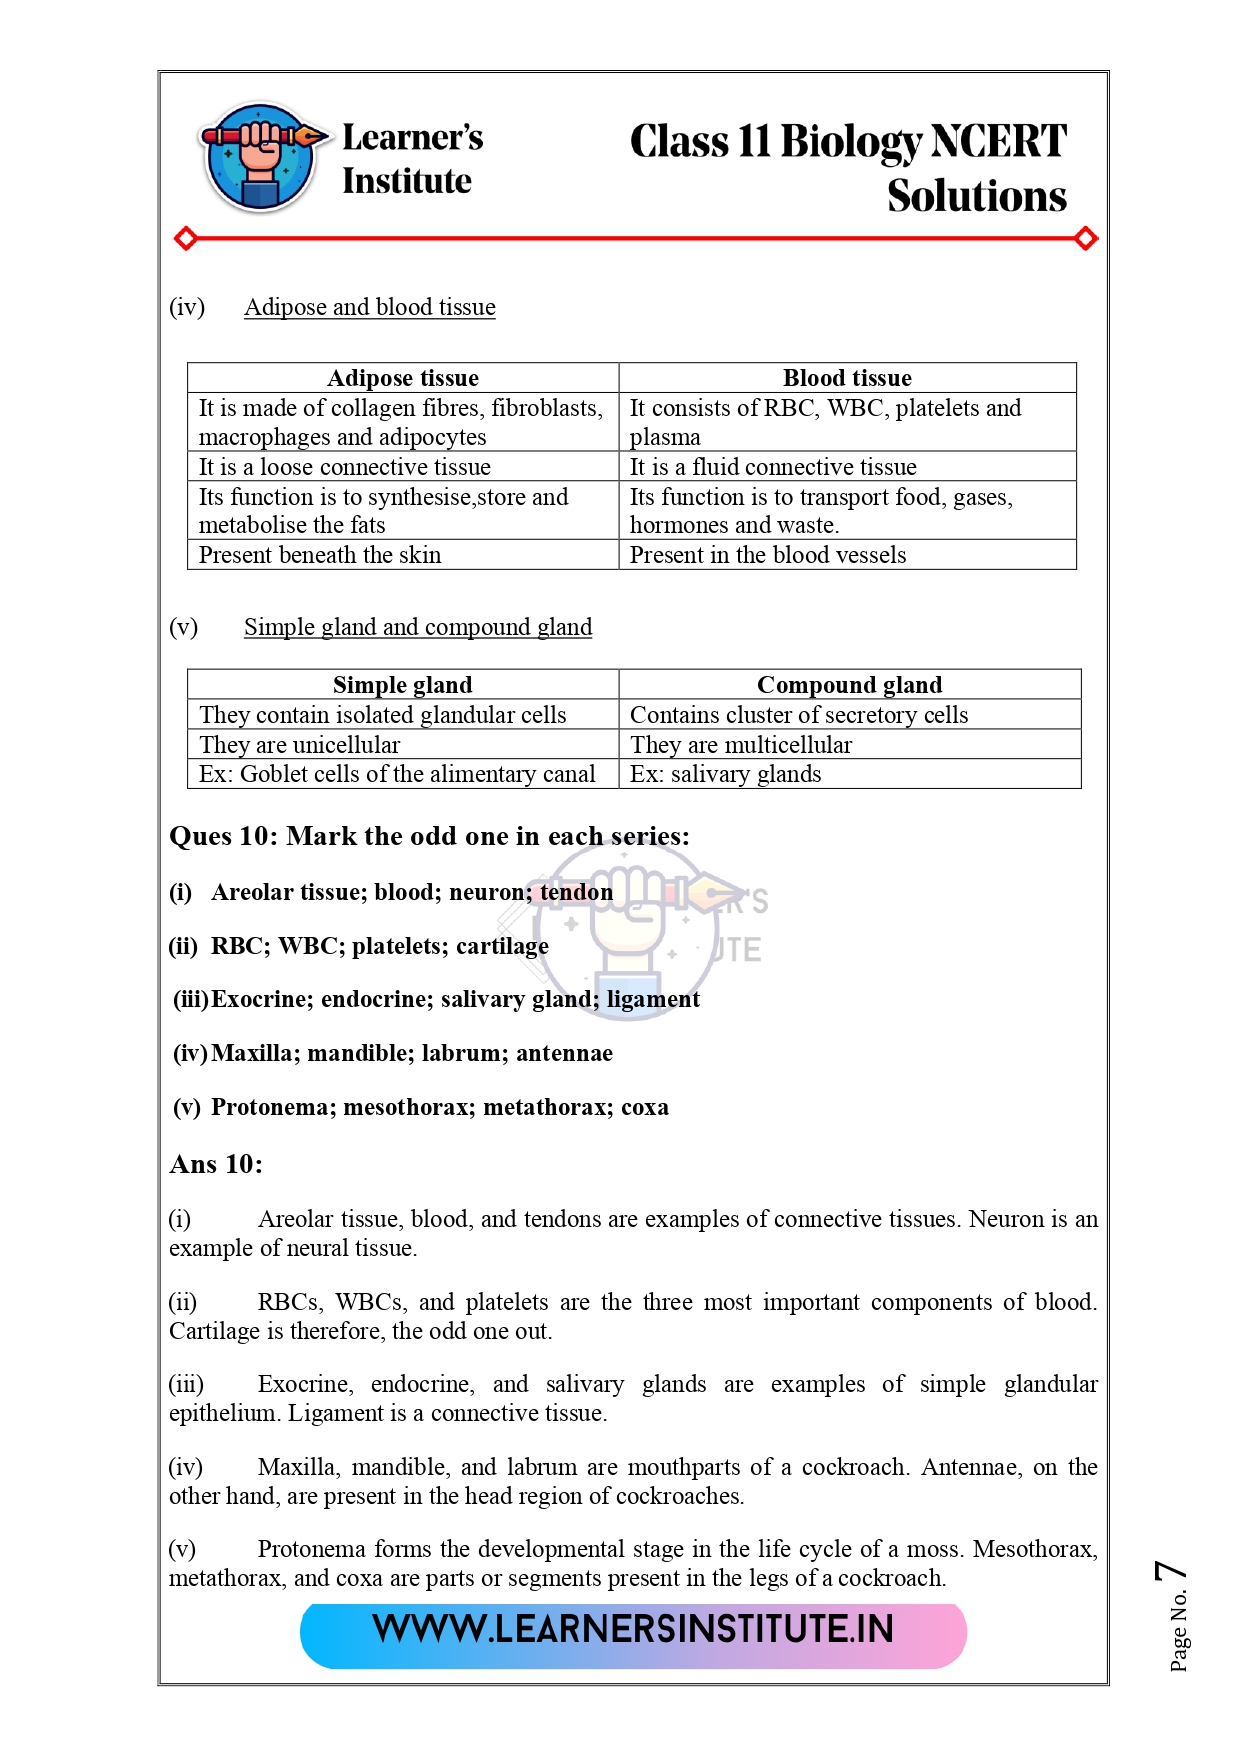 Learner's
Institute
Class 11 Biology NCERT
Solutions
(iv) Adipose and blood tissue
Adipose tissue Blood tissue
It is made of collagen fibres, fibroblasts, It consists of RBC, WBC, platelets and
macrophages and adipocytes plasma
It is a loose connective tissue It is a fluid connective tissue
Its function is to synthesise,store and Its function is to transport food, gases,
metabolise the fats hormones and waste.
Present beneath the skin Present in the blood vessels
(v) Simple gland and compound gland
Simple gland Compound gland
They contain isolated glandular cells Contains cluster of secretory cells
They are unicellular They are multicellular
Ex: Goblet cells of the alimentary canal Ex: salivary glands
Ques 10: Mark the odd one in each series:
(i) Areolar tissue; blood; neuron; tendon
(ii) RBC; WBC; platelets; cartilage
(iii) Exocrine; endocrine; salivary gland; ligament
(iv) Maxilla; mandible; labrum; antennae
(v) Protonema; mesothorax; metathorax; coxa
Ans 10:
(i) Areolar tissue, blood, and tendons are examples of connective tissues. Neuron is an
example of neural tissue.
(ii) RBCs, WBCs, and platelets are the three most important components of blood.
Cartilage is therefore, the odd one out.
(iii) Exocrine, endocrine, and salivary glands are examples of simple glandular
epithelium. Ligament is a connective tissue.
(iv) Maxilla, mandible, and labrum are mouthparts of a cockroach. Antennae, on the
other hand, are present in the head region of cockroaches.
(v) Protonema forms the developmental stage in the life cycle of a moss. Mesothorax,
metathorax, and coxa are parts or segments present in the legs of a cockroach.
WWW.LEARNERSINSTITUTE.IN
Page No. 7